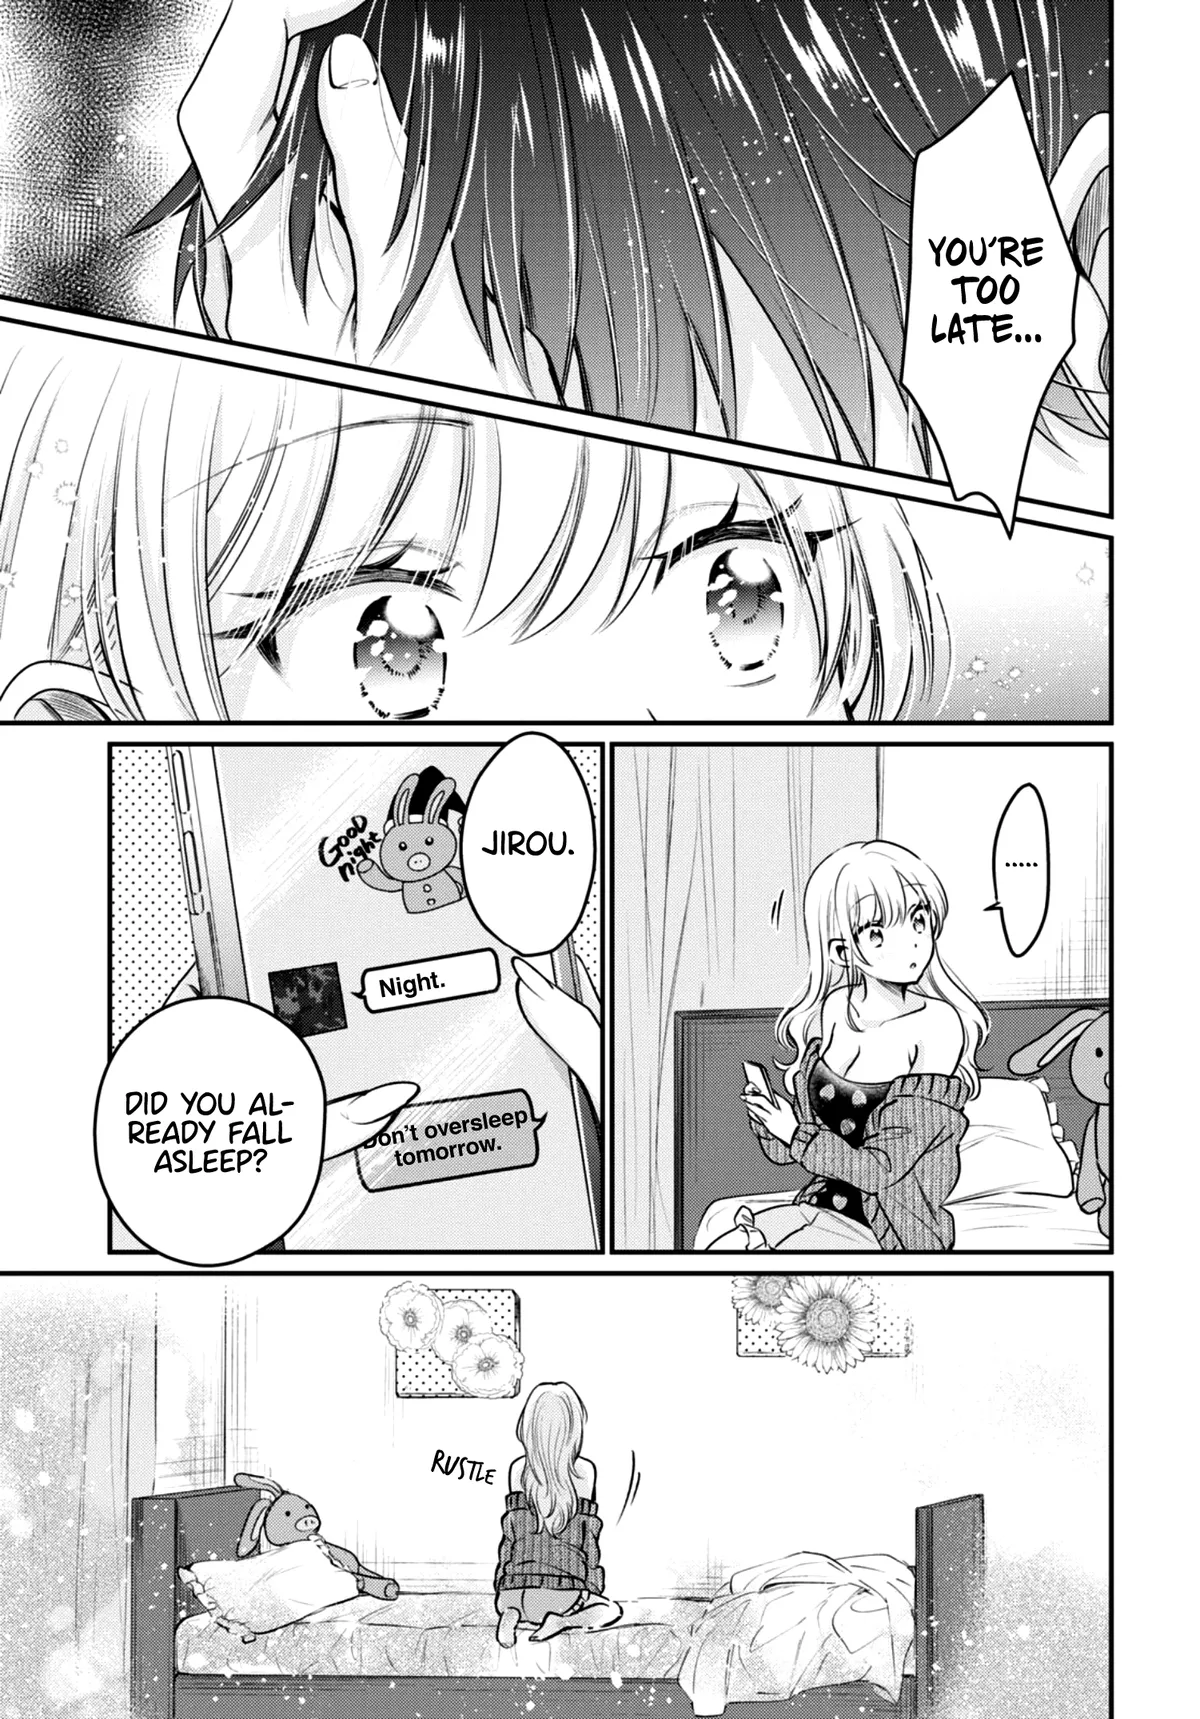 YOU'RE
TOO
LATE...
......
JIROU.
GOOD
night
Night.
Don't oversleep
tomorrow.
DID YOU AL-
READY FALL
ASLEEP?
RUSTLE